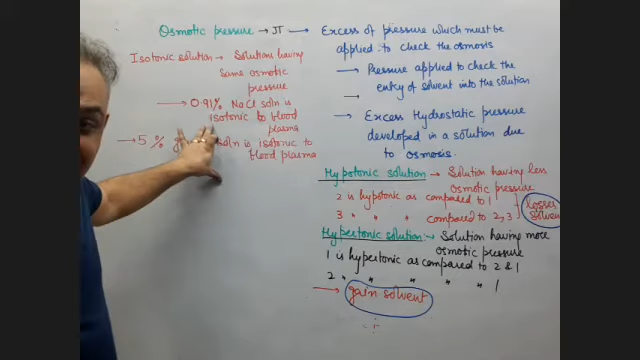 Osmotic pressure → π → Excess of pressure which must be
applied to check the osmosis
→ Pressure applied to check the
entry of solvent into the solution
→ Excess Hydrostatic pressure
developed in a solution due
to osmosis.
Isotonic solution → Solutions having
same osmotic
pressure
→ 0.91% NaCl soln is
isotonic to blood
plasma
→ 5% soln is isotonic to
blood plasma
Hypotonic solution → Solution having less
osmotic pressure
2 is hypotonic as compared to 1
3 " " compared to 2,3
losses
solvent
Hypertonic solution → Solution having more
osmotic pressure
1 is hypertonic as compared to 2 & 1
2 " " " " " 1
→ gain solvent